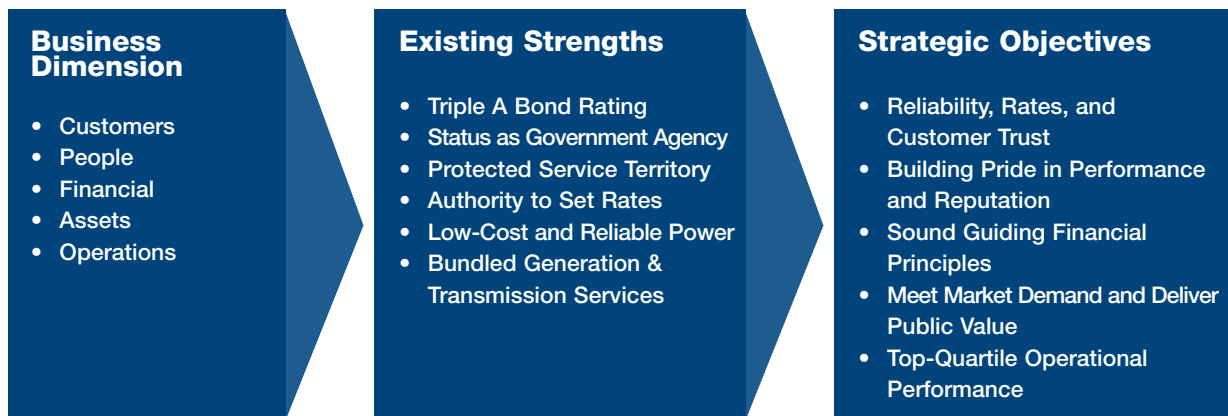 Business
Dimension
• Customers
• People
• Financial
• Assets
• Operations
Existing Strengths
• Triple A Bond Rating
• Status as Government Agency
• Protected Service Territory
• Authority to Set Rates
• Low-Cost and Reliable Power
• Bundled Generation &
Transmission Services
Strategic Objectives
• Reliability, Rates, and
Customer Trust
• Building Pride in Performance
and Reputation
• Sound Guiding Financial
Principles
• Meet Market Demand and Deliver
Public Value
• Top-Quartile Operational
Performance